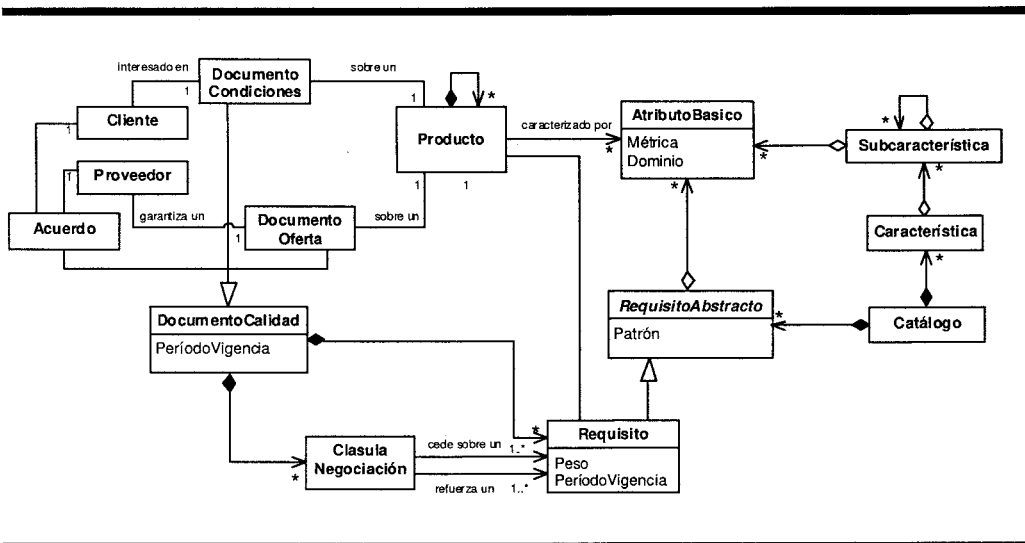 interesado en
1
Documento
Condiciones
sobre un
1
*
Cliente
1
Producto
1
1
caracterizado por
*
AtributoBasico
Métrica
Dominio
*
*
*
Subcaracterística
*
Proveedor
1
garantiza un
1
Documento
Oferta
sobre un
Acuerdo
Característica
*
DocumentoCalidad
PeríodoVigencia
RequisitoAbstracto
Patrón
*
Catálogo
Clasula
Negociación
*
cede sobre un
1..*
refuerza un
1..*
*
Requisito
Peso
PeríodoVigencia